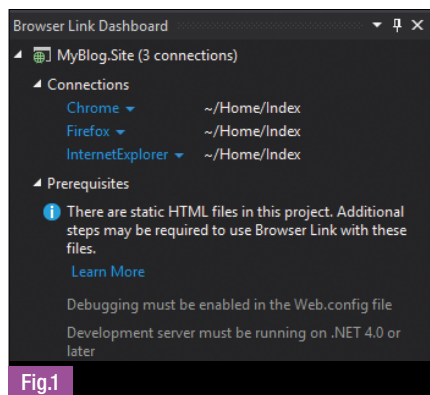 Browser Link Dashboard
MyBlog.Site (3 connections)
Connections
Chrome ~/Home/Index
Firefox ~/Home/Index
InternetExplorer ~/Home/Index
Prerequisites
There are static HTML files in this project. Additional
steps may be required to use Browser Link with these
files.
Learn More
Debugging must be enabled in the Web.config file
Development server must be running on .NET 4.0 or
later
Fig.1